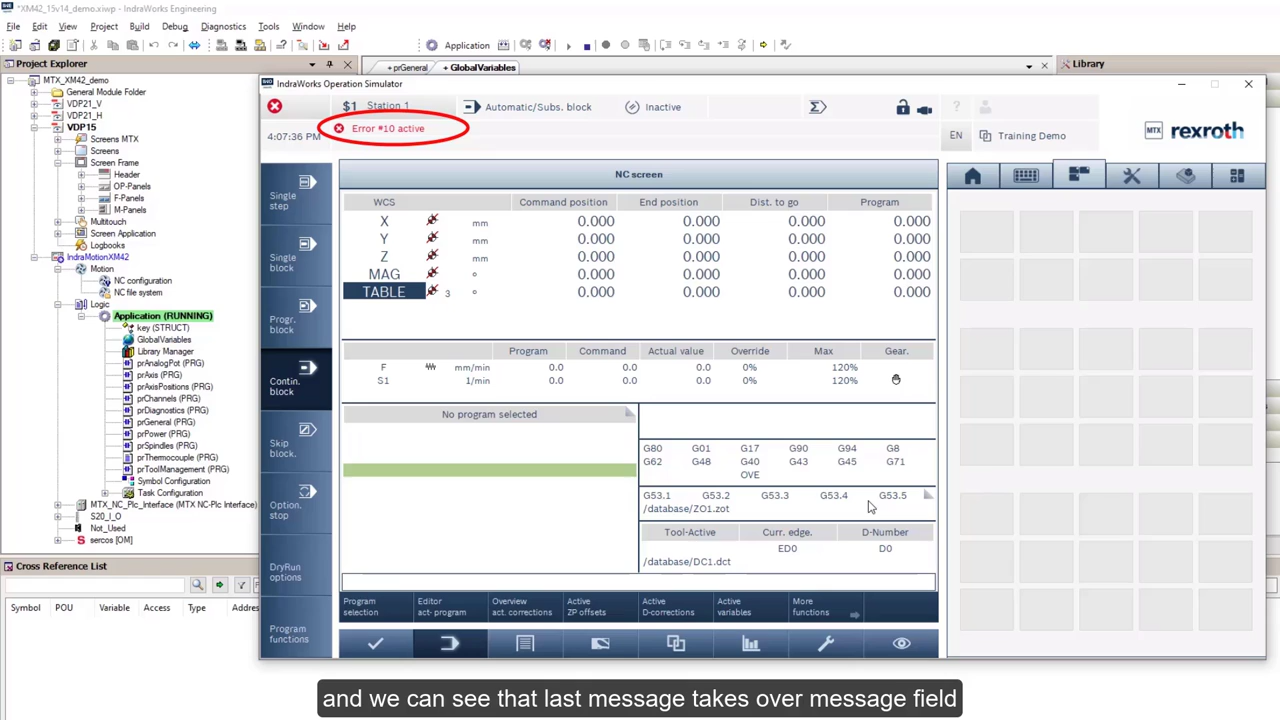 *XM42_15v14_demo.xiwp - IndraWorks Engineering
File Edit View Project Build Debug Diagnostics Tools Window Help
Application
Project Explorer
+prGeneral +GlobalVariables
Library
MTX_XM42_demo
General Module Folder
VDP21_V
VDP21_H
VDP15
Screens MTX
Screens
Screen Frame
Header
OP-Panels
F-Panels
M-Panels
Multitouch
Screen Application
Logbooks
IndraMotionXM42
Motion
NC configuration
NC file system
Logic
Application (RUNNING)
key (STRUCT)
GlobalVariables
Library Manager
prAnalogPot (PRG)
prAxis (PRG)
prAxisPositions (PRG)
prChannels (PRG)
prDiagnostics (PRG)
prGeneral (PRG)
prPower (PRG)
prSpindles (PRG)
prThermocouple (PRG)
prToolManagement (PRG)
Symbol Configuration
Task Configuration
MTX_NC_Plc_Interface (MTX NC-Plc Interface)
S20_I_O
Not_Used
sercos [OM]
Cross Reference List
Symbol POU Variable Access Type Addre
IndraWorks Operation Simulator
$1 Station 1 Automatic/Subs. block Inactive
4:07:36 PM Error #10 active EN Training Demo
MTX rexroth
Single step
Single block
Progr. block
Contin. block
Skip block.
Option. stop
DryRun options
Program functions
NC screen
WCS Command position End position Dist. to go Program
X mm 0.000 0.000 0.000 0.000
Y mm 0.000 0.000 0.000 0.000
Z mm 0.000 0.000 0.000 0.000
MAG ° 0.000 0.000 0.000 0.000
TABLE 3 ° 0.000 0.000 0.000 0.000
Program Command Actual value Override Max Gear.
F mm/min 0.0 0.0 0.0 0% 120%
S1 1/min 0.0 0.0 0.0 0% 120%
No program selected
G80 G01 G17 G90 G94 G8
G62 G48 G40 G43 G45 G71
OVE
G53.1 G53.2 G53.3 G53.4 G53.5
/database/ZO1.zot
Tool-Active Curr. edge. D-Number
ED0 D0
/database/DC1.dct
Program selection
Editor act- program
Overview act. corrections
Active ZP offsets
Active D-corrections
Active variables
More functions
and we can see that last message takes over message field